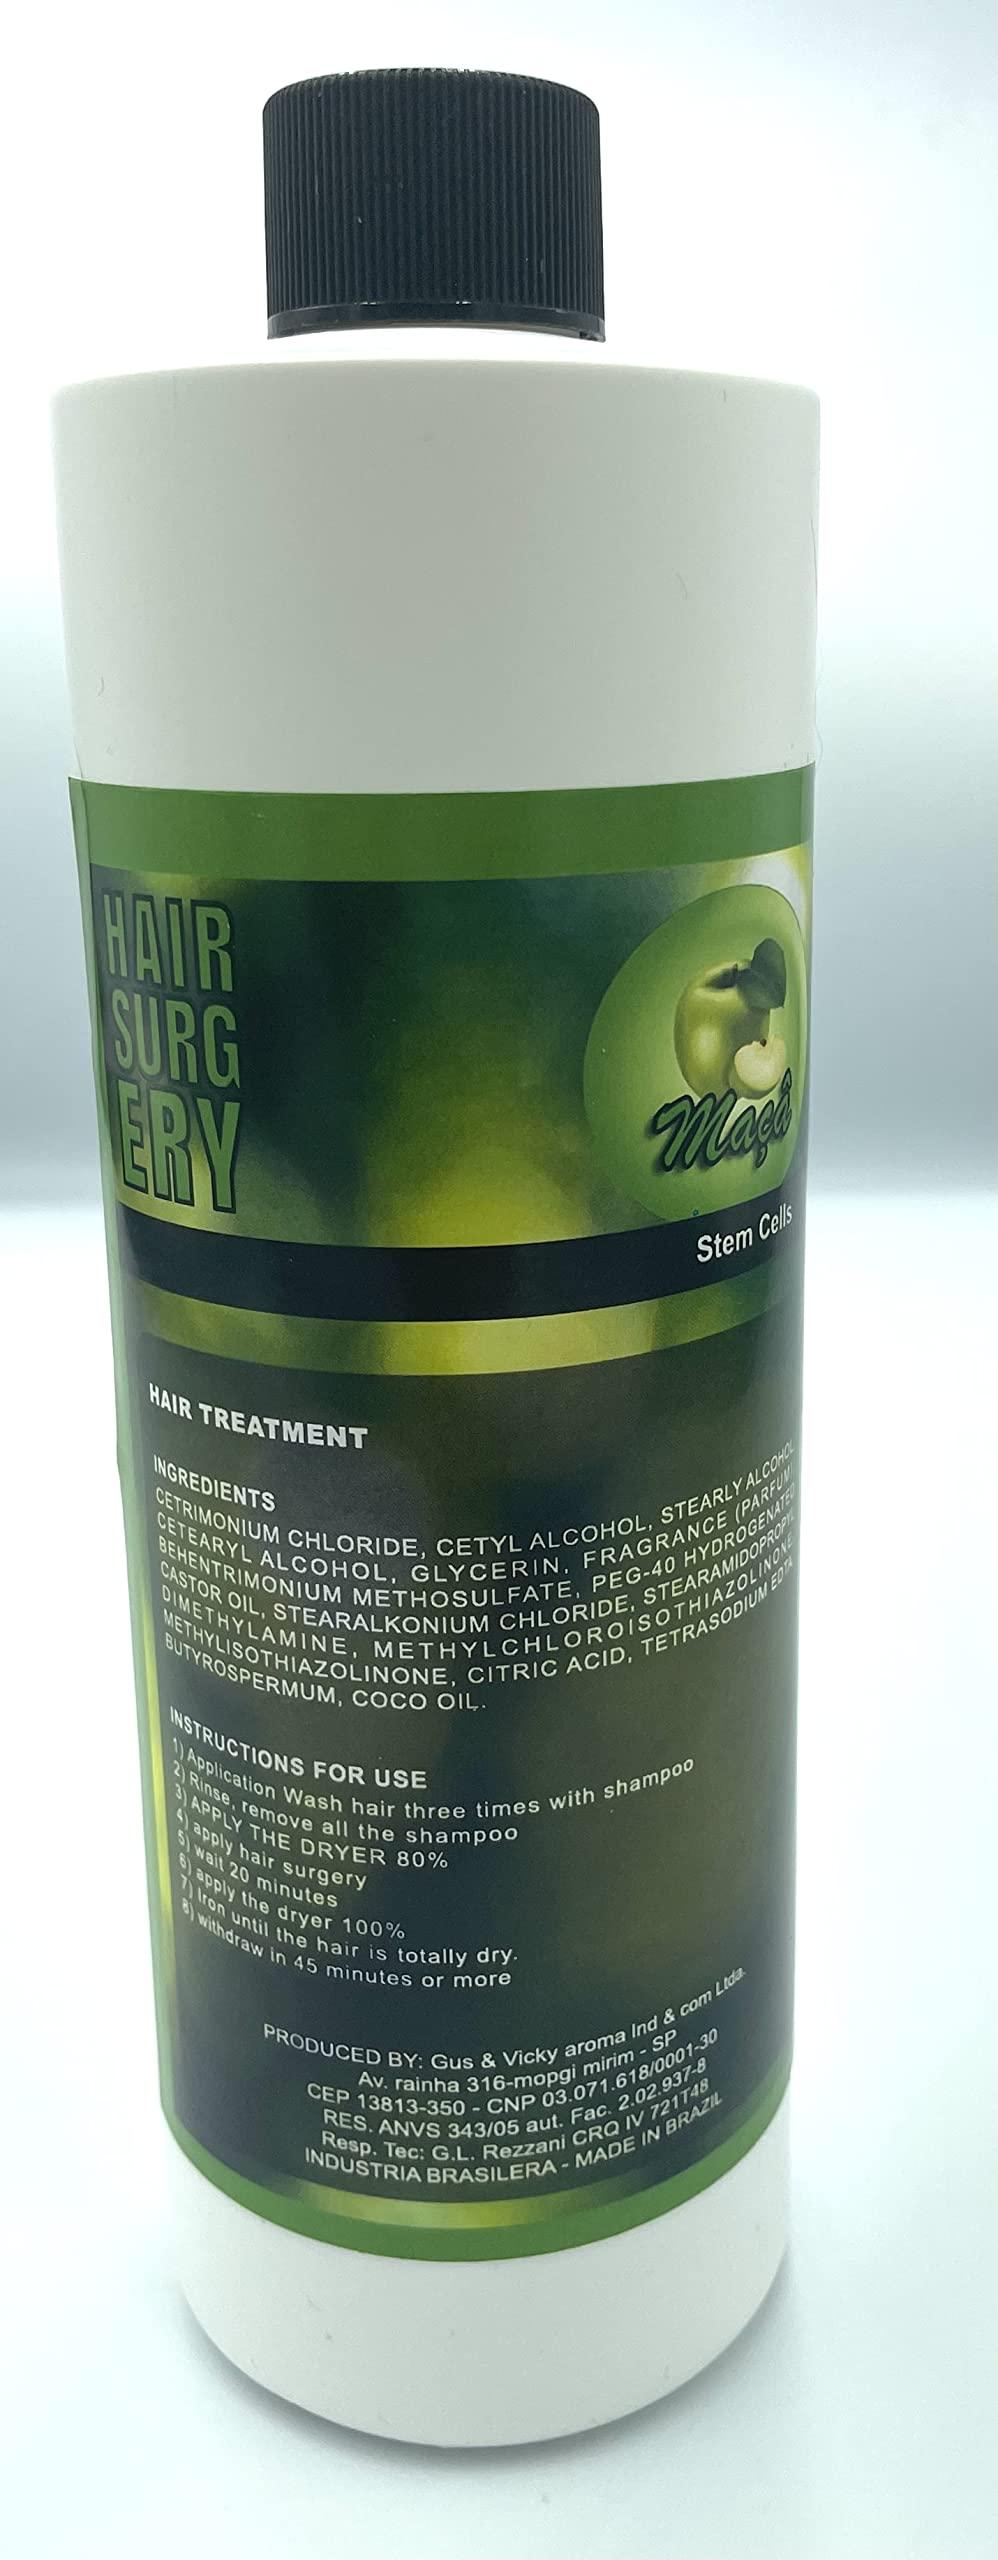 HAIR
SURG
ERY
Maçã
Stem Cells
HAIR TREATMENT
INGREDIENTS
CETRIMONIUM CHLORIDE, CETYL ALCOHOL, STEARLY ALCOHOL
CETEARYL ALCOHOL, GLYCERIN, FRAGRANCE (PARFUM)
BEHENTRIMONIUM METHOSULFATE, PEG-40 HYDROGENATED
CASTOR OIL, STEARALKONIUM CHLORIDE, STEARAMIDOPROPYL
DIMETHYLAMINE, METHYLCHLOROISOTHIAZOLINONE,
METHYLISOTHIAZOLINONE, CITRIC ACID, TETRASODIUM EDTA
BUTYROSPERMUM, COCO OIL.
INSTRUCTIONS FOR USE
1) Application Wash hair three times with shampoo
2) Rinse, remove all the shampoo
3) APPLY THE DRYER 80%
4) apply hair surgery
5) wait 20 minutes
6) apply the dryer 100%
7) Iron until the hair is totally dry.
8) withdraw in 45 minutes or more
PRODUCED BY: Gus & Vicky aroma Ind & com Ltda.
Av. rainha 316-mopgi mirim - SP
CEP 13813-350 - CNP 03.071.618/0001-30
RES. ANVS 343/05 aut. Fac. 2.02.937-8
Resp. Tec: G.L. Rezzani CRQ IV 721T48
INDUSTRIA BRASILERA - MADE IN BRAZIL